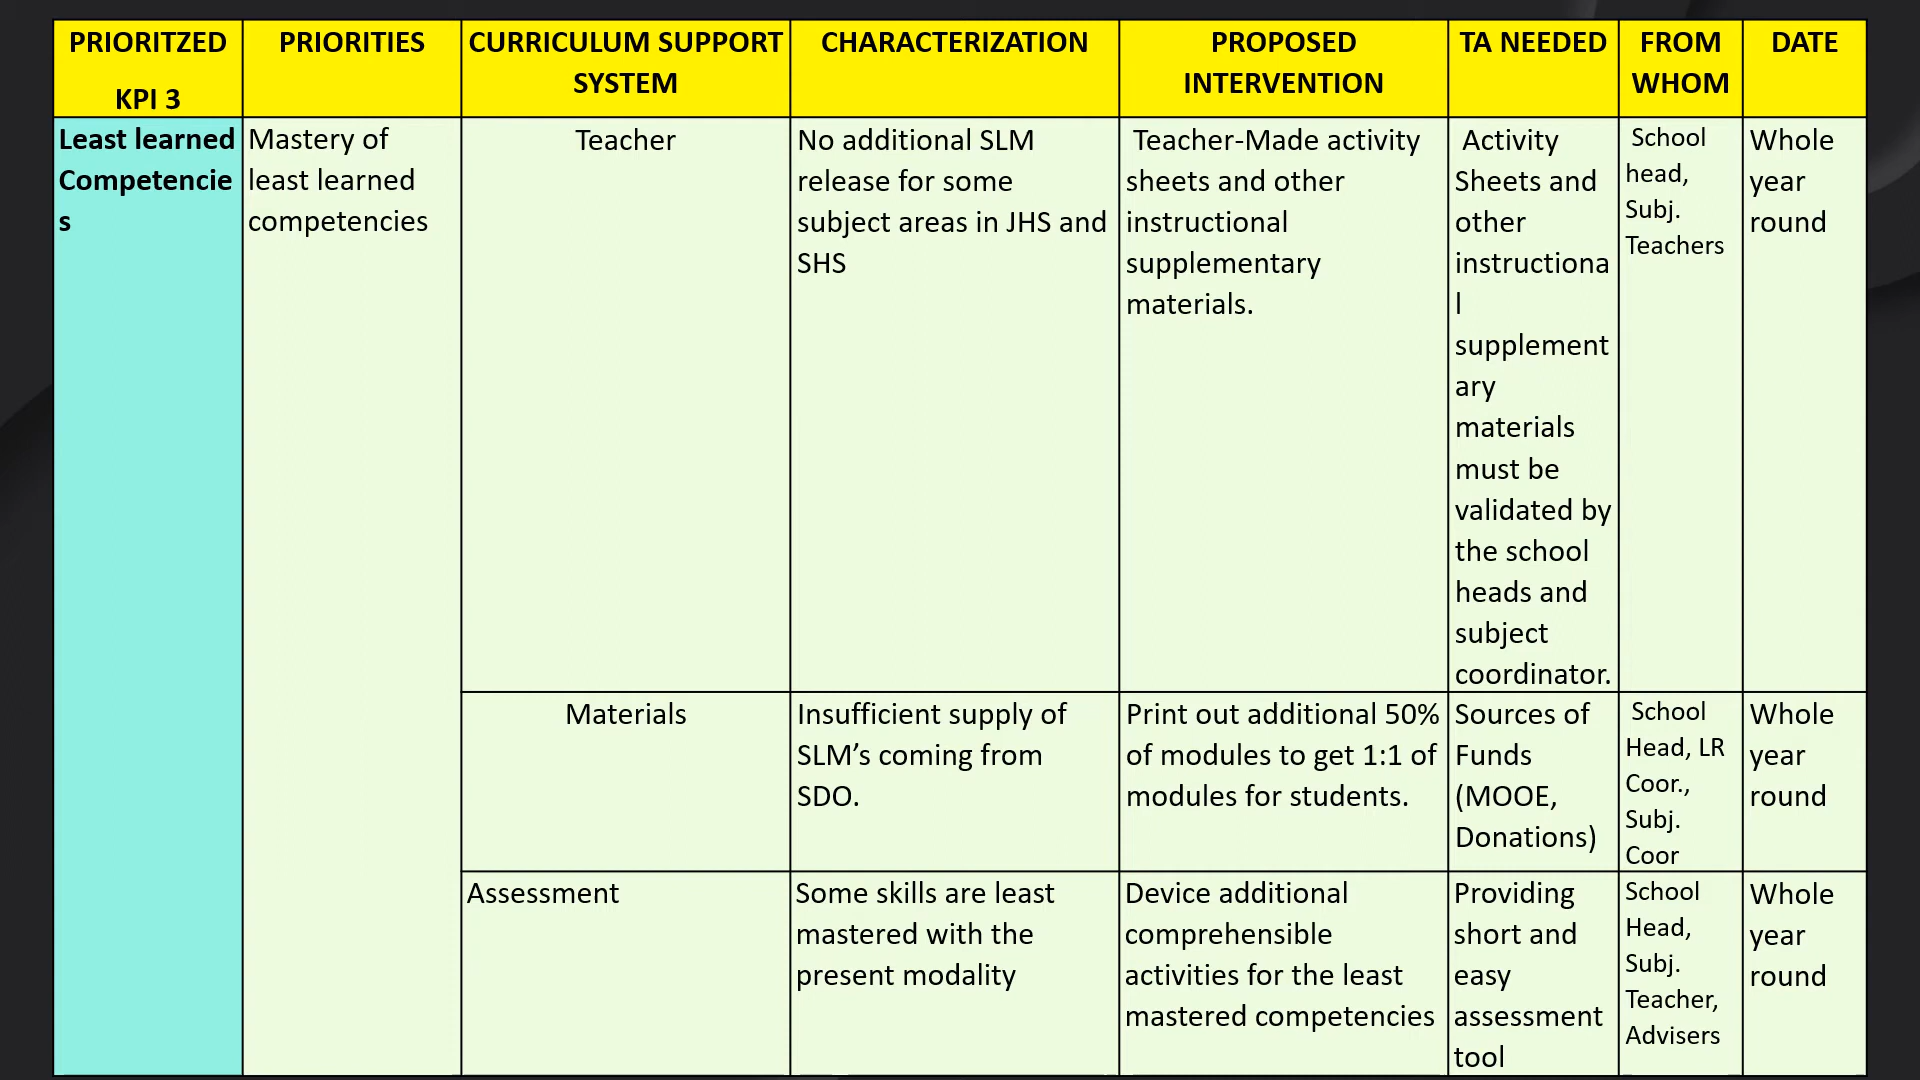 PRIORITZED
KPI 3
PRIORITIES
CURRICULUM SUPPORT
SYSTEM
CHARACTERIZATION
PROPOSED
INTERVENTION
TA NEEDED
FROM
WHOM
DATE
Least learned
Competencie
s
Mastery of
least learned
competencies
Teacher
No additional SLM
release for some
subject areas in JHS and
SHS
Teacher-Made activity
sheets and other
instructional
supplementary
materials.
Activity
Sheets and
other
instructiona
l
supplement
ary
materials
must be
validated by
the school
heads and
subject
coordinator.
School
head,
Subj.
Teachers
Whole
year
round
Materials
Insufficient supply of
SLM’s coming from
SDO.
Print out additional 50%
of modules to get 1:1 of
modules for students.
Sources of
Funds
(MOOE,
Donations)
School
Head, LR
Coor.,
Subj.
Coor
Whole
year
round
Assessment
Some skills are least
mastered with the
present modality
Device additional
comprehensible
activities for the least
mastered competencies
Providing
short and
easy
assessment
tool
School
Head,
Subj.
Teacher,
Advisers
Whole
year
round